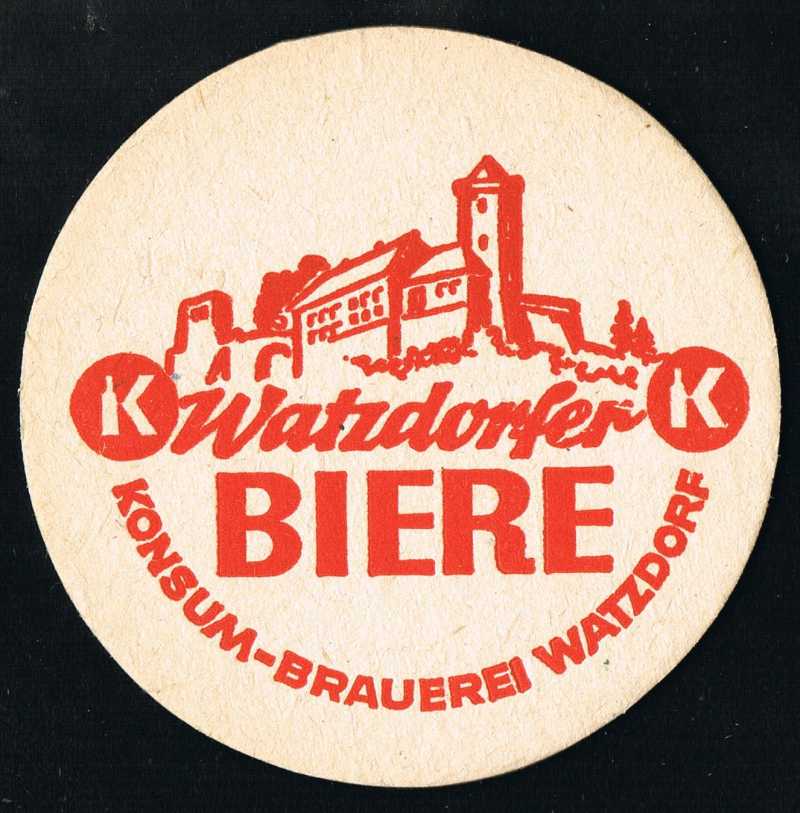 K Watzdorfer K
BIERE
KONSUM-BRAUEREI WATZDORF